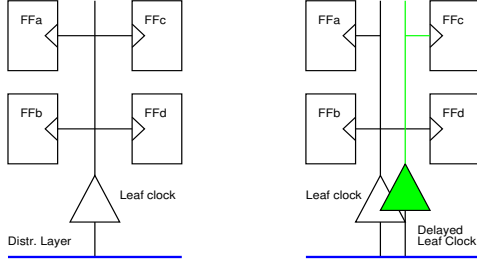 FFa
FFc
FFb
FFd
Leaf clock
Distr. Layer
FFa
FFc
FFb
FFd
Leaf clock
Delayed
Leaf Clock